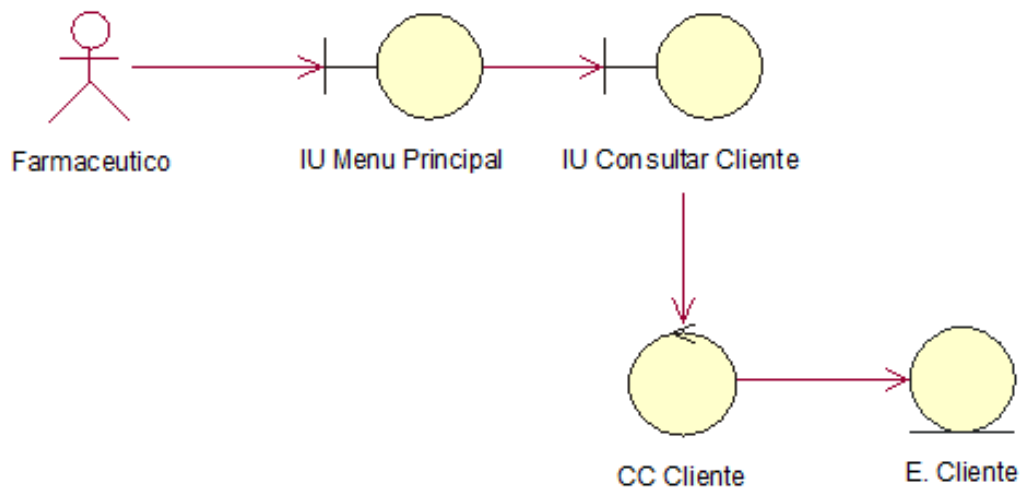 Farmaceutico
IU Menu Principal
IU Consultar Cliente
CC Cliente
E. Cliente